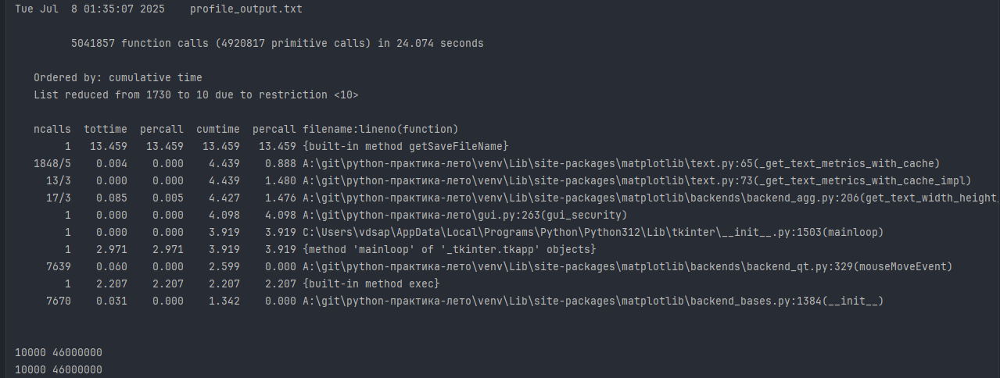 Tue Jul  8 01:35:07 2025    profile_output.txt
5041857 function calls (4920817 primitive calls) in 24.074 seconds
Ordered by: cumulative time
List reduced from 1730 to 10 due to restriction <10>
ncalls  tottime  percall  cumtime  percall filename:lineno(function)
1   13.459   13.459   13.459   13.459 {built-in method getSaveFileName}
1848/5    0.004    0.000    4.439    0.888 A:\git\python-практика-лето\venv\Lib\site-packages\matplotlib\text.py:65(_get_text_metrics_with_cache)
13/3    0.000    0.000    4.439    1.480 A:\git\python-практика-лето\venv\Lib\site-packages\matplotlib\text.py:73(_get_text_metrics_with_cache_impl)
17/3    0.085    0.005    4.427    1.476 A:\git\python-практика-лето\venv\Lib\site-packages\matplotlib\backends\backend_agg.py:206(get_text_width_height_
1    0.000    0.000    4.098    4.098 A:\git\python-практика-лето\gui.py:263(gui_security)
1    0.000    0.000    3.919    3.919 C:\Users\vdsap\AppData\Local\Programs\Python\Python312\Lib\tkinter\__init__.py:1503(mainloop)
1    2.971    2.971    3.919    3.919 {method 'mainloop' of '_tkinter.tkapp' objects}
7639    0.060    0.000    2.599    0.000 A:\git\python-практика-лето\venv\Lib\site-packages\matplotlib\backends\backend_qt.py:329(mouseMoveEvent)
1    2.207    2.207    2.207    2.207 {built-in method exec}
7670    0.031    0.000    1.342    0.000 A:\git\python-практика-лето\venv\Lib\site-packages\matplotlib\backend_bases.py:1384(__init__)
10000 46000000
10000 46000000